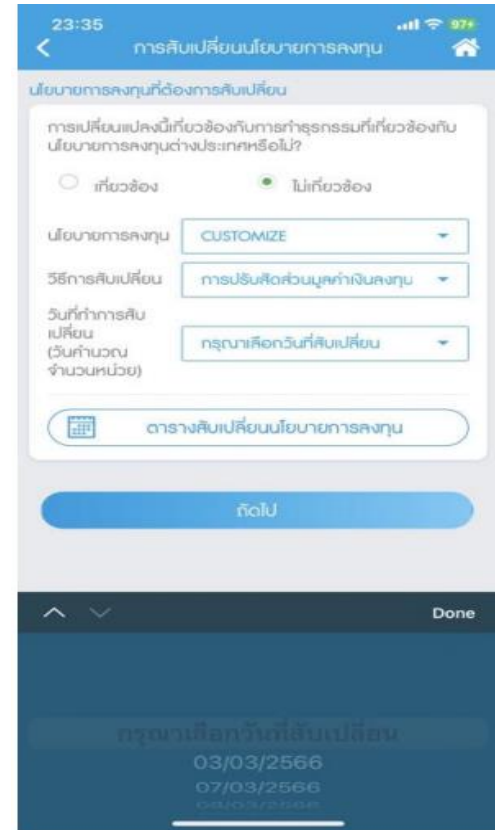 23:35
97+
การสับเปลี่ยนนโยบายการลงทุน
นโยบายการลงทุนที่ต้องการสับเปลี่ยน
การเปลี่ยนแปลงนี้เกี่ยวข้องกับการทำธุรกรรมที่เกี่ยวข้องกับ
นโยบายการลงทุนต่างประเทศหรือไม่?
เกี่ยวข้อง
ไม่เกี่ยวข้อง
นโยบายการลงทุน
CUSTOMIZE
วิธีการสับเปลี่ยน
การปรับสัดส่วนมูลค่าเงินลงทุน
วันที่ทำการสับ
เปลี่ยน
(วันคำนวณ
จำนวนหน่วย)
กรุณาเลือกวันที่สับเปลี่ยน
ตารางสับเปลี่ยนนโยบายการลงทุน
ถัดไป
Done
กรุณาเลือกวันที่สับเปลี่ยน
03/03/2566
07/03/2566